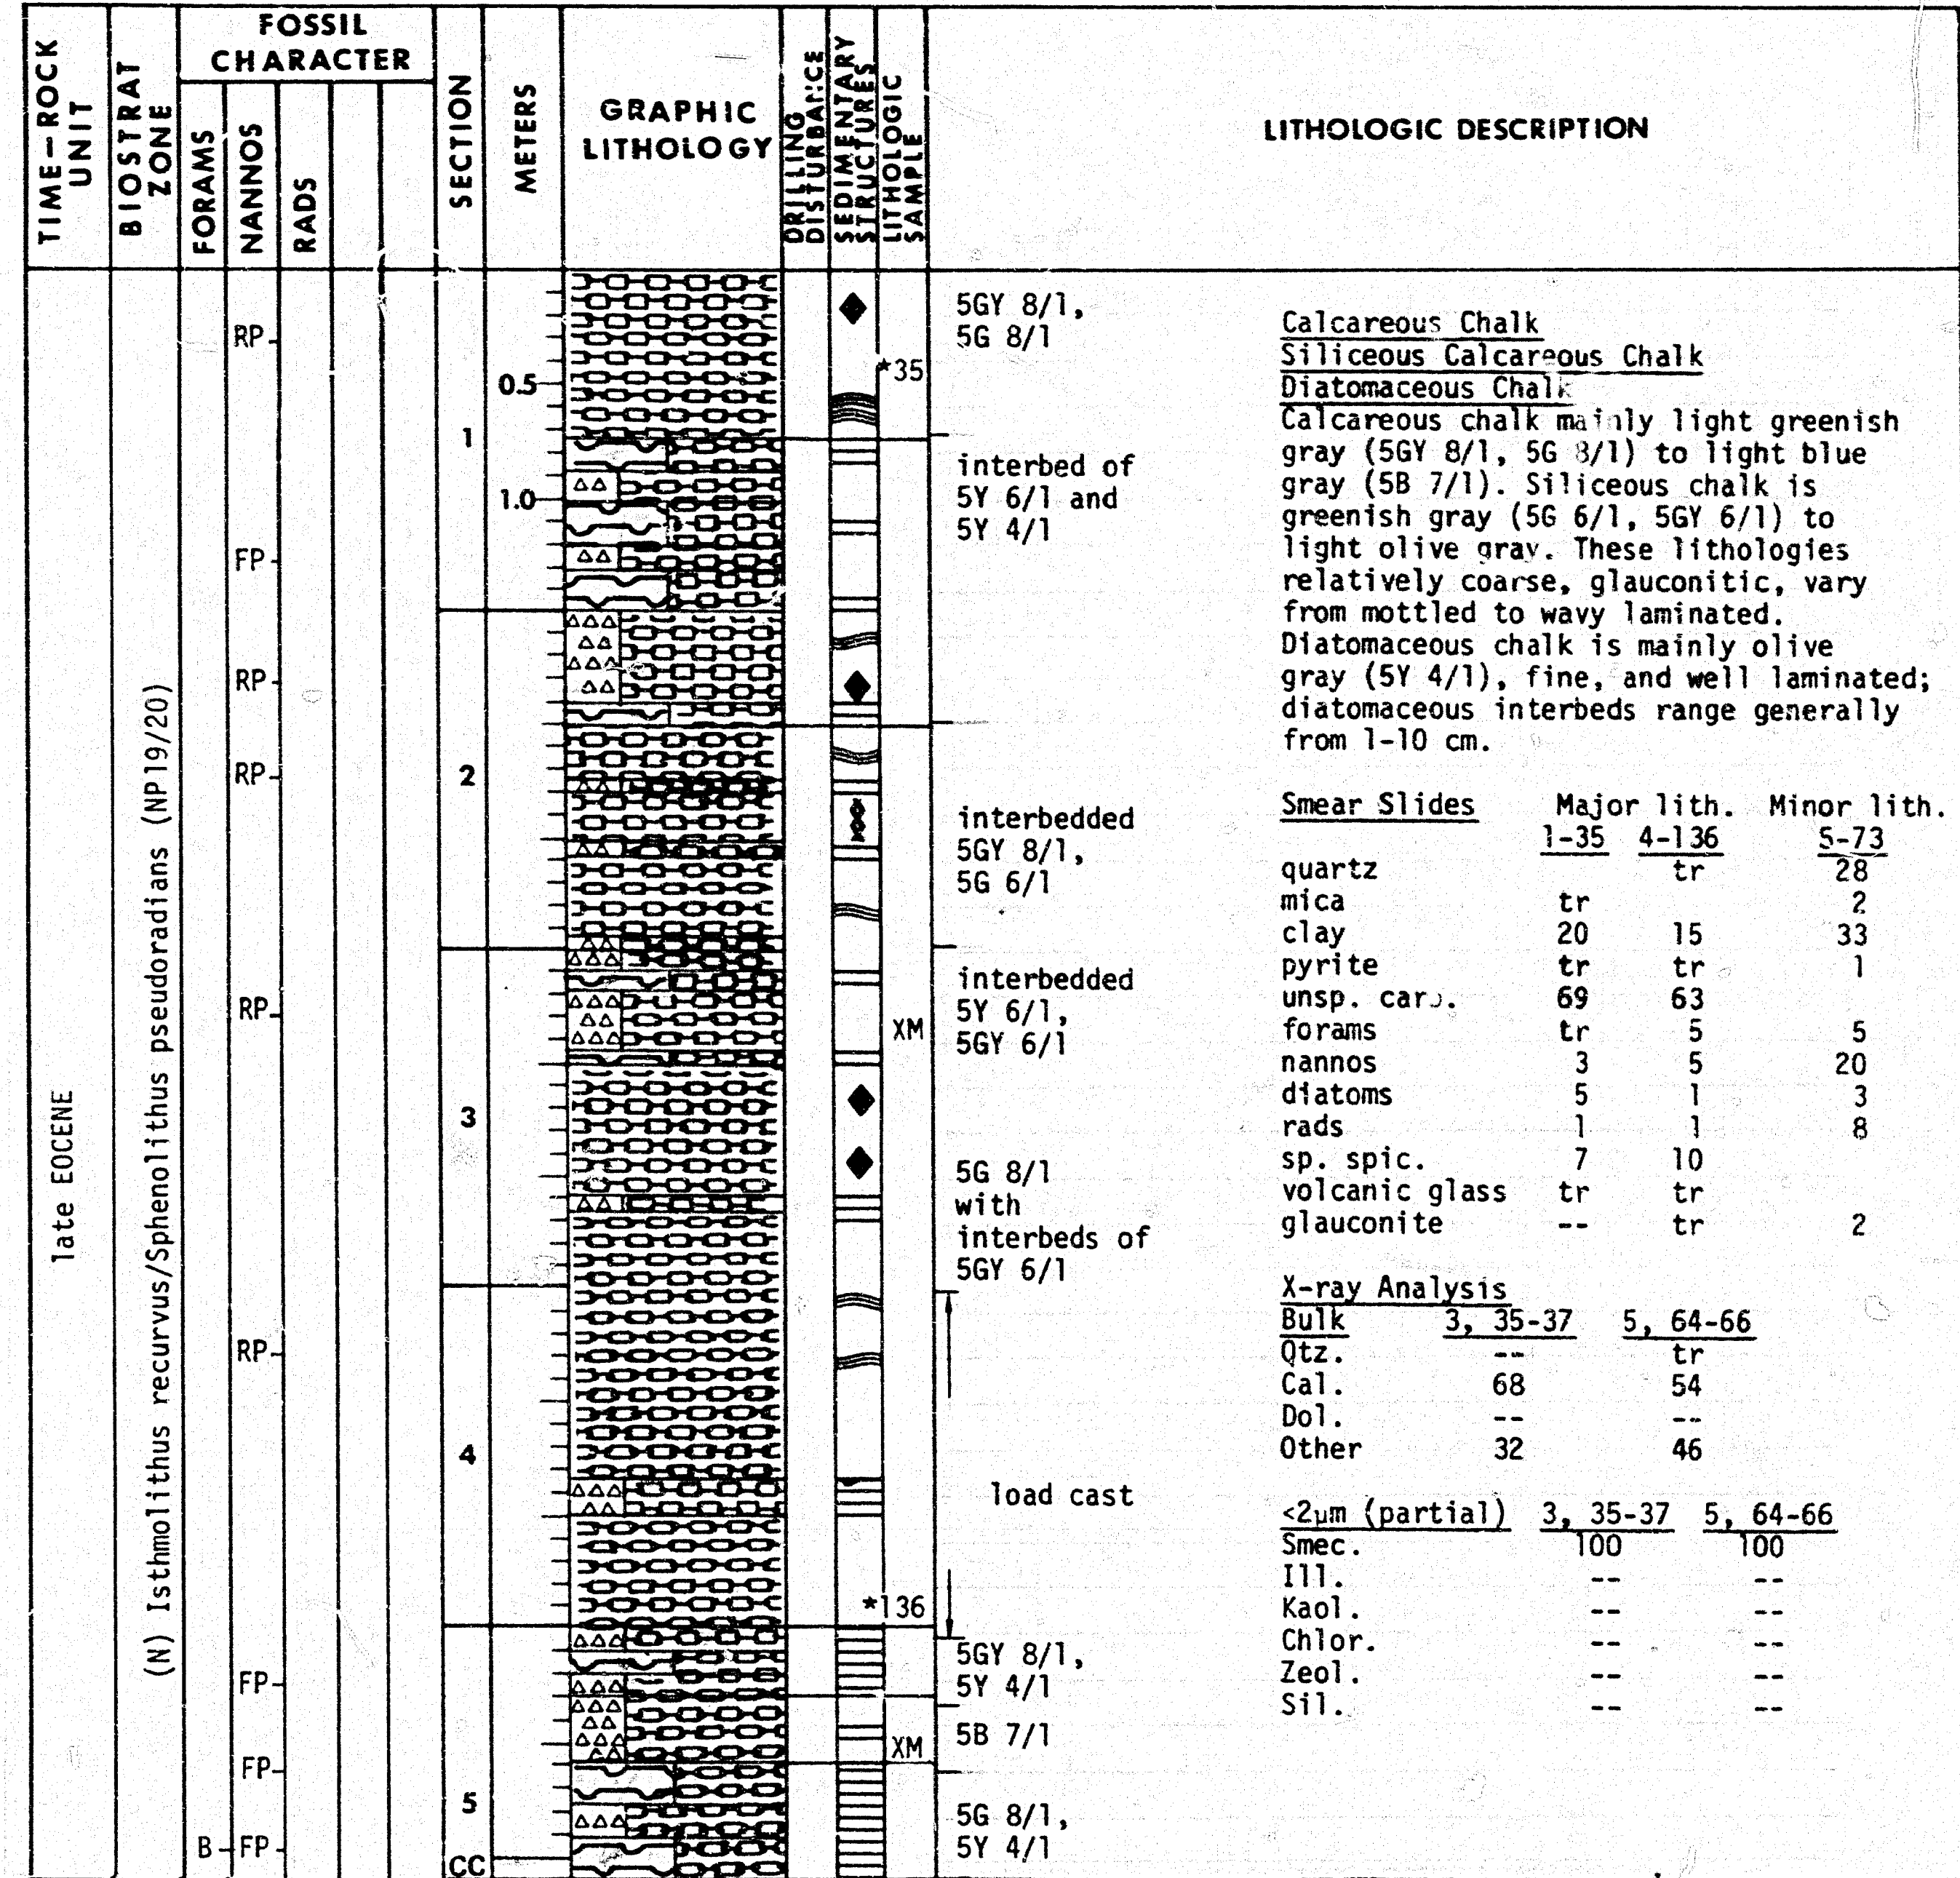 TIME-ROCK UNIT
BIOSTRAT ZONE
FOSSIL CHARACTER
FORAMS
NANNOS
RADS
SECTION
METERS
GRAPHIC LITHOLOGY
DRILLING DISTURBANCE
SEDIMENTARY STRUCTURES
LITHOLOGIC SAMPLE
LITHOLOGIC DESCRIPTION
late EOCENE
(N) Isthmolithus recurvus/Sphenolithus pseudoradians (NP19/20)
RP
FP
RP
RP
RP
RP
FP
FP
B FP
1
2
3
4
5
CC
0.5
1.0
*35
XM
*136
XM
5GY 8/1,
5G 8/1
interbed of
5Y 6/1 and
5Y 4/1
interbedded
5GY 8/1,
5G 6/1
interbedded
5Y 6/1,
5GY 6/1
5G 8/1
with
interbeds of
5GY 6/1
load cast
5GY 8/1,
5Y 4/1
5B 7/1
5G 8/1,
5Y 4/1
Calcareous Chalk
Siliceous Calcareous Chalk
Diatomaceous Chalk
Calcareous chalk mainly light greenish
gray (5GY 8/1, 5G 8/1) to light blue
gray (5B 7/1). Siliceous chalk is
greenish gray (5G 6/1, 5GY 6/1) to
light olive gray. These lithologies
relatively coarse, glauconitic, vary
from mottled to wavy laminated.
Diatomaceous chalk is mainly olive
gray (5Y 4/1), fine, and well laminated;
diatomaceous interbeds range generally
from 1-10 cm.
Smear Slides Major lith. Minor lith.
1-35 4-136 5-73
quartz tr 28
mica tr 2
clay 20 15 33
pyrite tr tr 1
unsp. carb. 69 63
forams tr 5 5
nannos 3 5 20
diatoms 5 1 3
rads 1 1 8
sp. spic. 7 10
volcanic glass tr tr
glauconite -- tr 2
X-ray Analysis
Bulk 3, 35-37 5, 64-66
Qtz. -- tr
Cal. 68 54
Dol. -- --
Other 32 46
<2µm (partial) 3, 35-37 5, 64-66
Smec. 100 100
Ill. -- --
Kaol. -- --
Chlor. -- --
Zeol. -- --
Sil. -- --